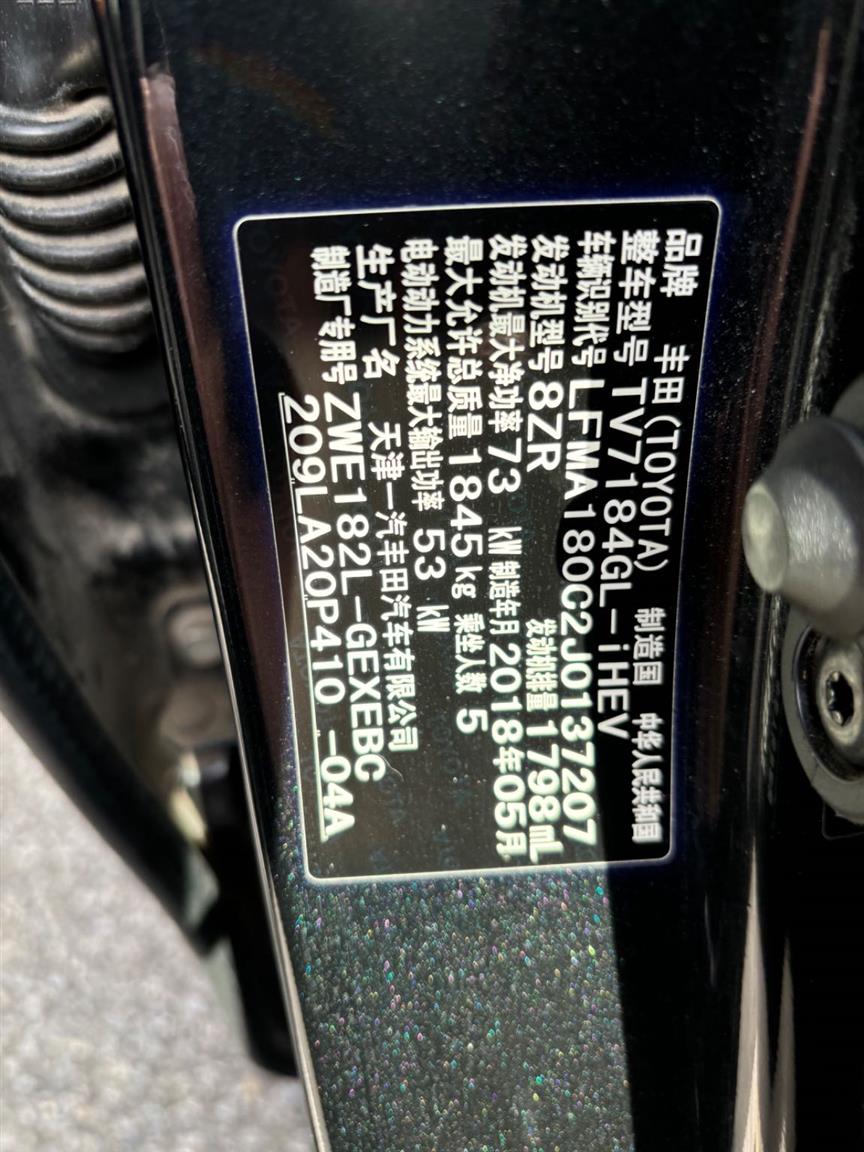 品牌 丰田(TOYOTA) 制造国 中华人民共和国
整车型号 TV7184GL-iHEV
车辆识别代号 LFMA180C2J0137207
发动机型号 8ZR 发动机排量 1798mL
发动机最大净功率 73 kW 制造年月 2018年05月
最大允许总质量 1845kg 乘坐人数 5
电动动力系统最大输出功率 53 kW
生产厂名 天津一汽丰田汽车有限公司
制造厂专用号 ZWE182L-GEXEBC
209LA20P410 -04A